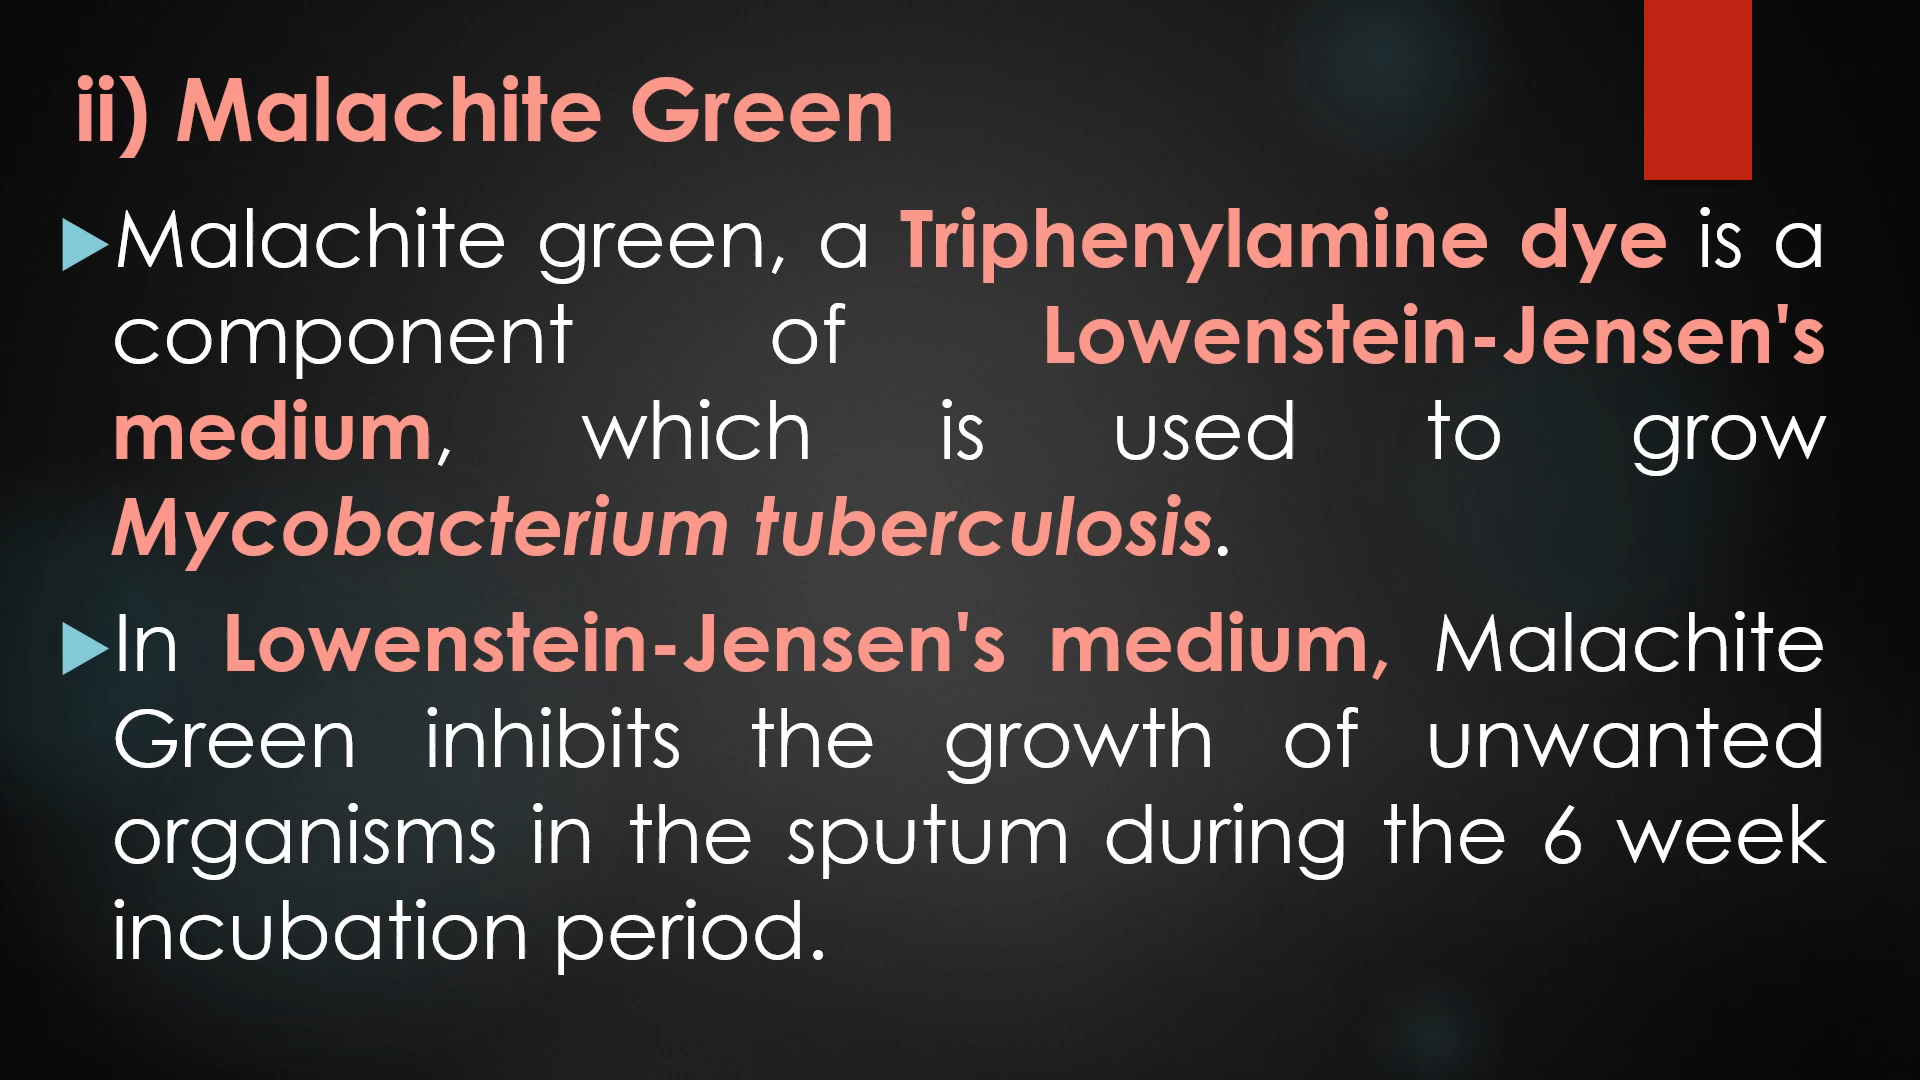 ii) Malachite Green
Malachite green, a Triphenylamine dye is a
component of Lowenstein-Jensen's
medium, which is used to grow
Mycobacterium tuberculosis.
In Lowenstein-Jensen's medium, Malachite
Green inhibits the growth of unwanted
organisms in the sputum during the 6 week
incubation period.